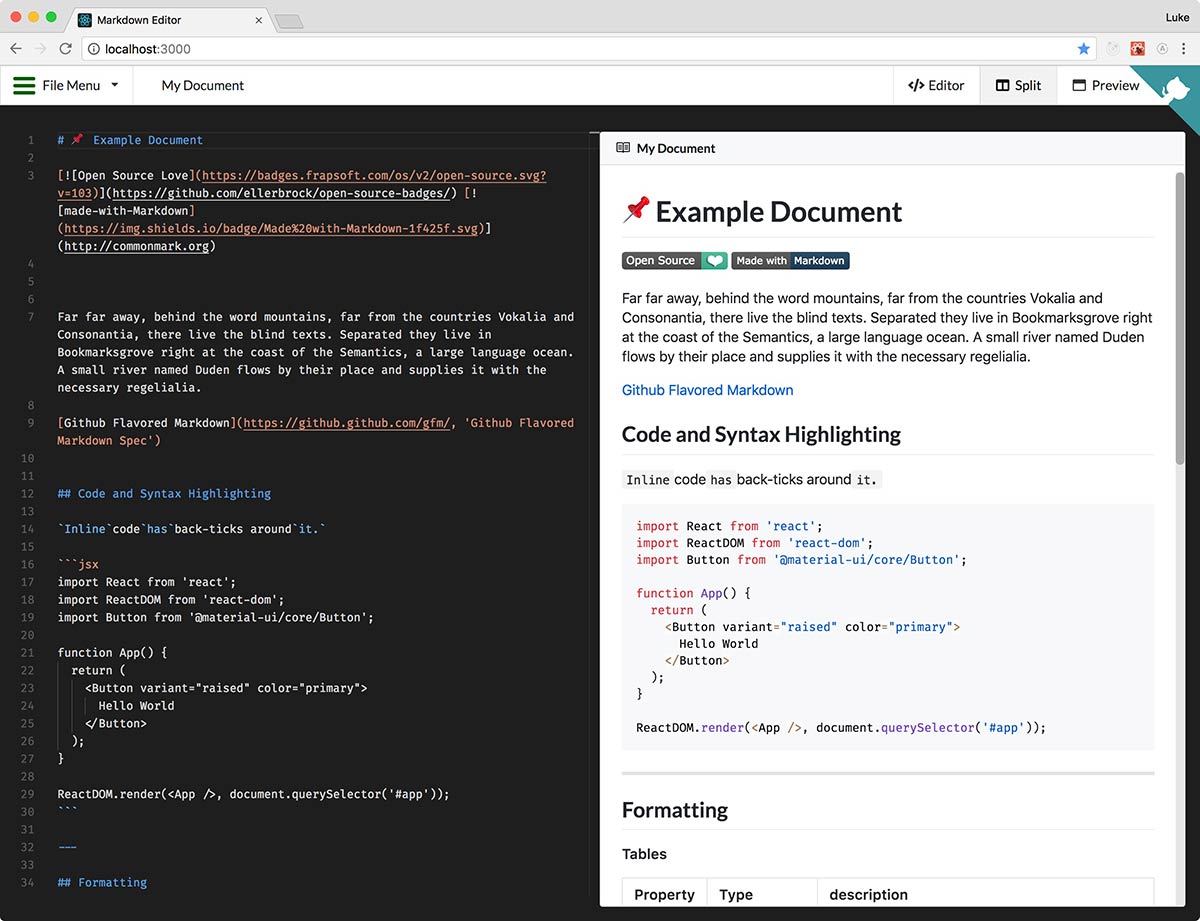 Markdown Editor
Luke
localhost:3000
File Menu
My Document
</> Editor
Split
Preview
1 # 📌 Example Document
2
3 [![Open Source Love](https://badges.frapsoft.com/os/v2/open-source.svg?
v=103)](https://github.com/ellerbrock/open-source-badges/) [!
[made-with-Markdown]
(https://img.shields.io/badge/Made%20with-Markdown-1f425f.svg)]
(http://commonmark.org)
4
5
6
7 Far far away, behind the word mountains, far from the countries Vokalia and
Consonantia, there live the blind texts. Separated they live in
Bookmarksgrove right at the coast of the Semantics, a large language ocean.
A small river named Duden flows by their place and supplies it with the
necessary regelialia.
8
9 [Github Flavored Markdown](https://github.github.com/gfm/, 'Github Flavored
Markdown Spec')
10
11
12 ## Code and Syntax Highlighting
13
14 `Inline`code`has`back-ticks around`it.`
15
16 ```jsx
17 import React from 'react';
18 import ReactDOM from 'react-dom';
19 import Button from '@material-ui/core/Button';
20
21 function App() {
22   return (
23     <Button variant="raised" color="primary">
24       Hello World
25     </Button>
26   );
27 }
28
29 ReactDOM.render(<App />, document.querySelector('#app'));
30 ```
31
32 ---
33
34 ## Formatting
My Document
📌 Example Document
Open Source Made with Markdown
Far far away, behind the word mountains, far from the countries Vokalia and
Consonantia, there live the blind texts. Separated they live in Bookmarksgrove right
at the coast of the Semantics, a large language ocean. A small river named Duden
flows by their place and supplies it with the necessary regelialia.
Github Flavored Markdown
Code and Syntax Highlighting
Inline code has back-ticks around it.
import React from 'react';
import ReactDOM from 'react-dom';
import Button from '@material-ui/core/Button';
function App() {
  return (
    <Button variant="raised" color="primary">
      Hello World
    </Button>
  );
}
ReactDOM.render(<App />, document.querySelector('#app'));
Formatting
Tables
Property Type description